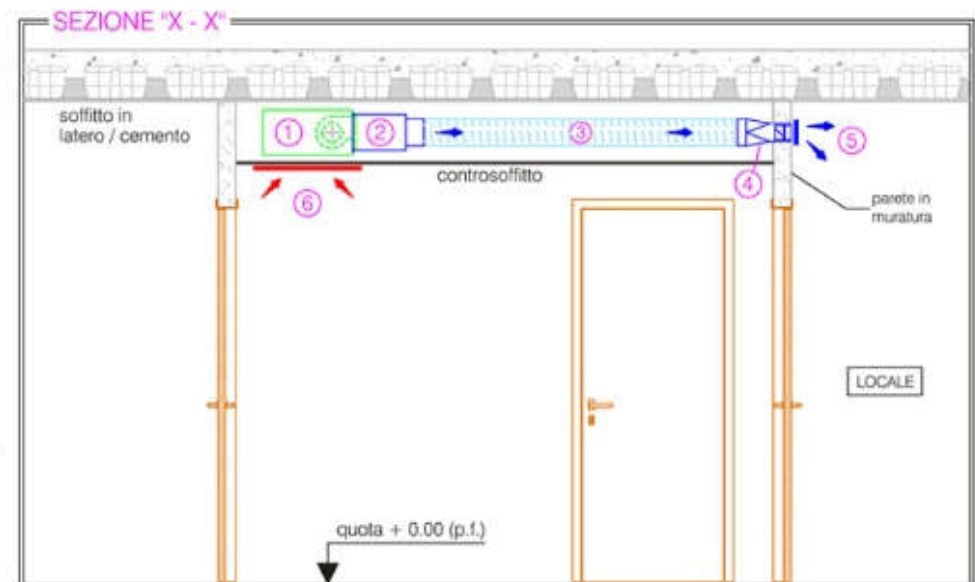 SEZIONE "X - X"
soffitto in
latero / cemento
1
2
3
4
5
6
controsoffitto
parete in
muratura
LOCALE
quota + 0.00 (p.f.)